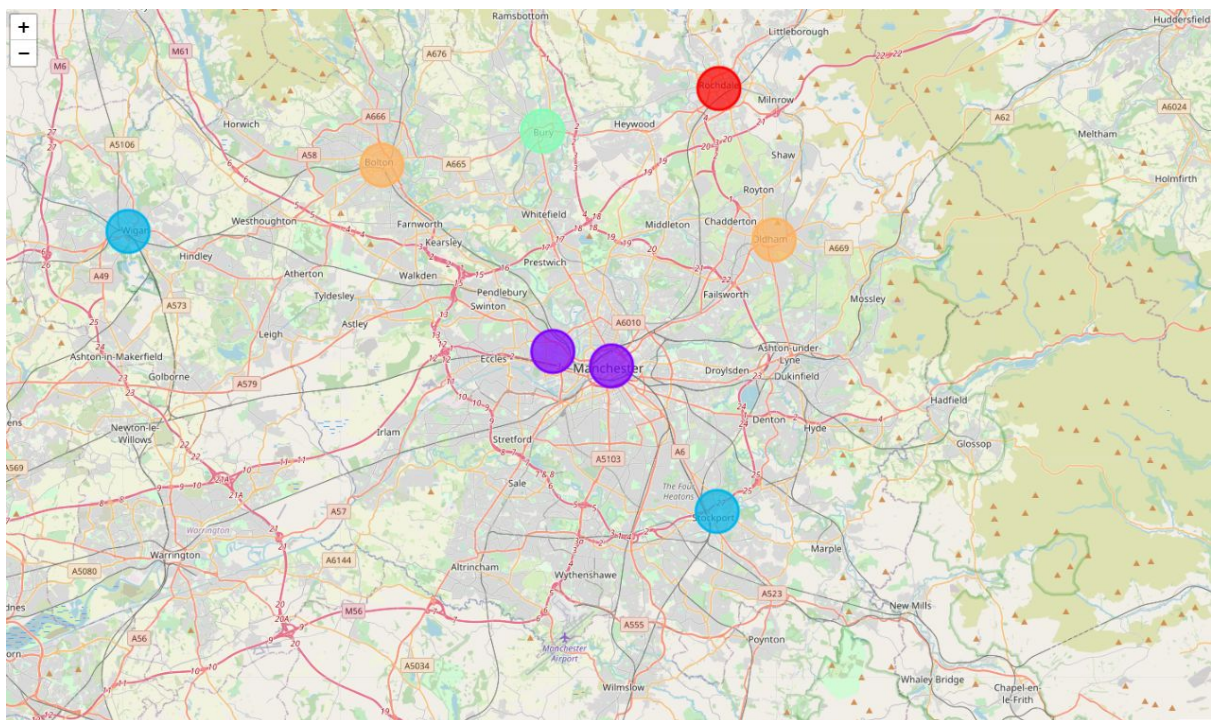 +
−
Ramsbottom
Huddersfield
M61
M6
A676
Littleborough
22
22
Rochdale
Milnrow
A6024
Horwich
A666
Bury
Heywood
A62
Meltham
A5106
A58
Bolton
A665
Shaw
Holmfirth
Royton
Westhoughton
Farnworth
Whitefield
Middleton
Chadderton
Wigan
Oldham
A669
Hindley
Kearsley
Prestwich
A49
Atherton
Walkden
Pendlebury
Failsworth
Mossley
A573
Tyldesley
Swinton
Astley
A6010
Leigh
Ashton-in-Makerfield
Eccles
Manchester
Ashton-under-
Lyne
Golborne
A579
Droylsden
Dukinfield
Hadfield
Newton-le-
Willows
Irlam
Stretford
Denton
Hyde
Glossop
A569
A5103
A6
Sale
The Four
Heatons
21A
21A
A57
Stockport
Warrington
Warrington
A6144
Marple
A5080
Altrincham
Wythenshawe
A523
New Mills
M56
20A
A56
A555
Manchester
Airport
Poynton
A5034
Wilmslow
Whaley Bridge
Chapel-en-
le-Frith